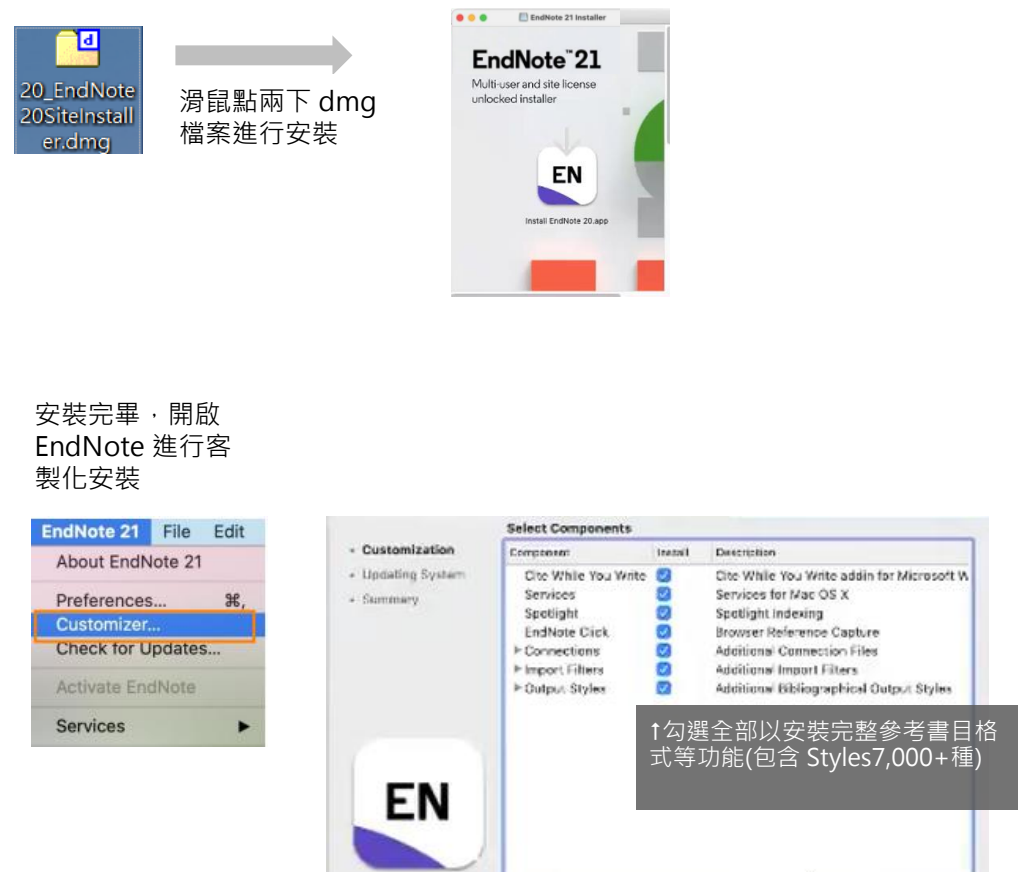 20_EndNote
20SiteInstall
er.dmg
滑鼠點兩下 dmg
檔案進行安裝
EndNote 21 Installer
EndNote™21
Multi-user and site license
unlocked installer
EN
Install EndNote 20.app
安裝完畢，開啟
EndNote 進行客
製化安裝
EndNote 21 File Edit
About EndNote 21
Preferences... ⌘,
Customizer...
Check for Updates...
Activate EndNote
Services ▶
Select Components
Customization
Updating System
Summary
Component Install Description
Cite While You Write Cite While You Write addin for Microsoft W
Services Services for Mac OS X
Spotlight Spotlight Indexing
EndNote Click Browser Reference Capture
Connections Additional Connection Files
Import Filters Additional Import Filters
Output Styles Additional Bibliographical Output Styles
↑勾選全部以安裝完整參考書目格
式等功能(包含 Styles7,000+種)
EN